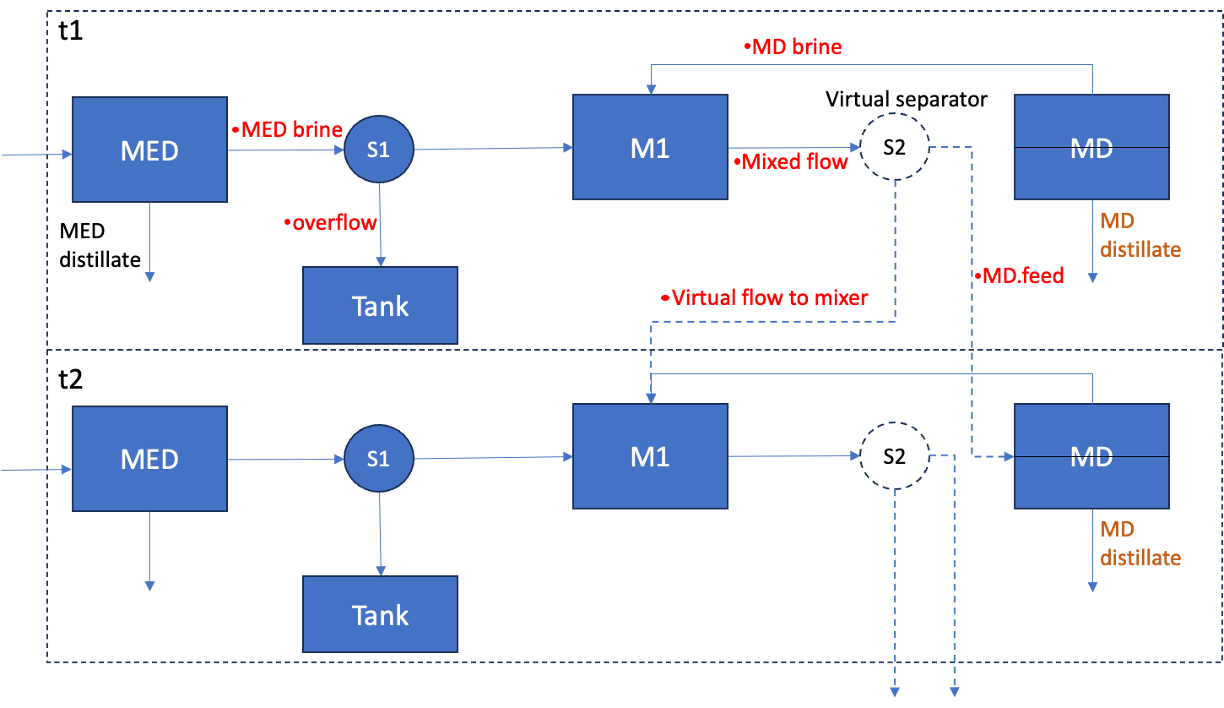 t1
•MD brine
Virtual separator
MED
•MED brine
S1
M1
•Mixed flow
S2
MD
MED
distillate
•overflow
MD
distillate
Tank
•Virtual flow to mixer
•MD.feed
t2
MED
S1
M1
S2
MD
MD
distillate
Tank